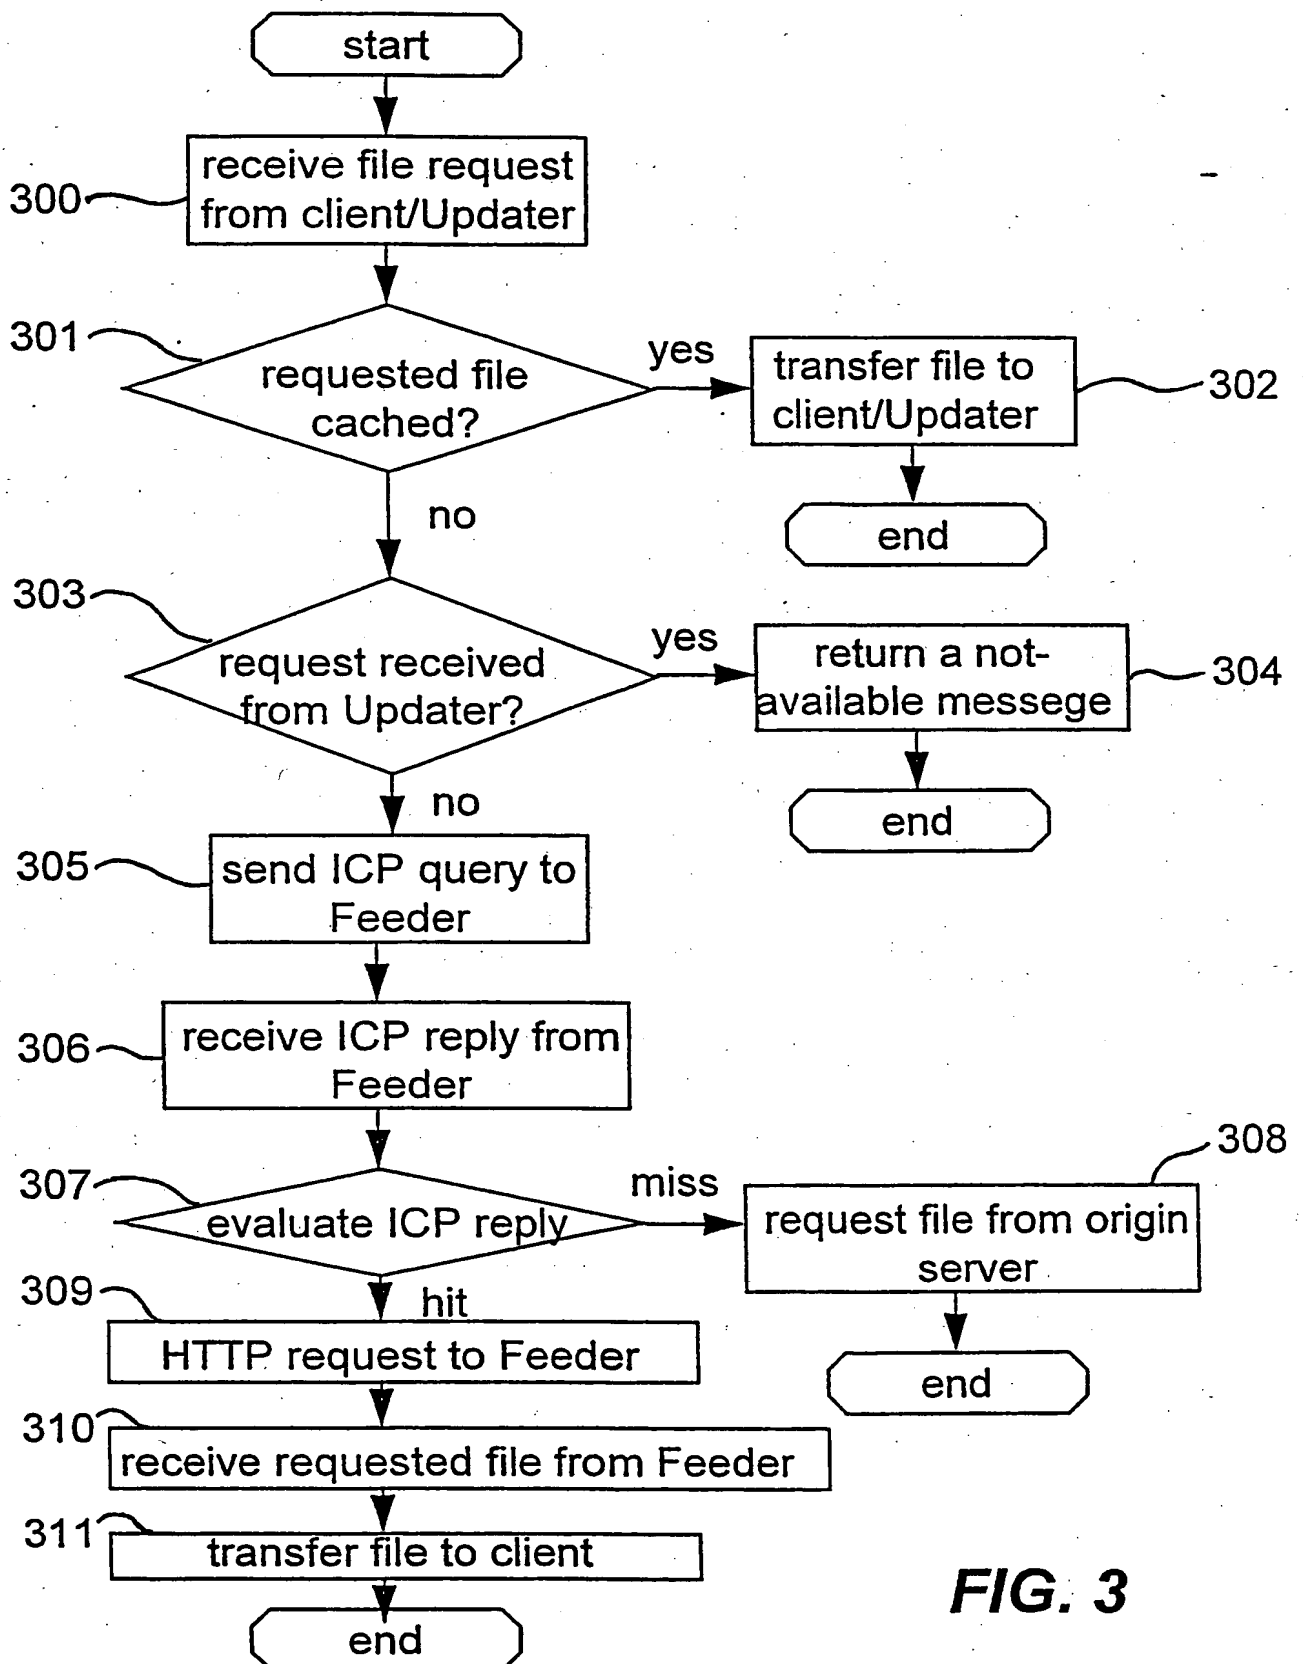 start
300
receive file request
from client/Updater
301
requested file
cached?
yes
transfer file to
client/Updater
302
end
no
303
request received
from Updater?
yes
return a not-
available messege
304
end
no
305
send ICP query to
Feeder
306
receive ICP reply from
Feeder
307
evaluate ICP reply
miss
308
request file from origin
server
end
hit
309
HTTP request to Feeder
310
receive requested file from Feeder
311
transfer file to client
end
FIG. 3